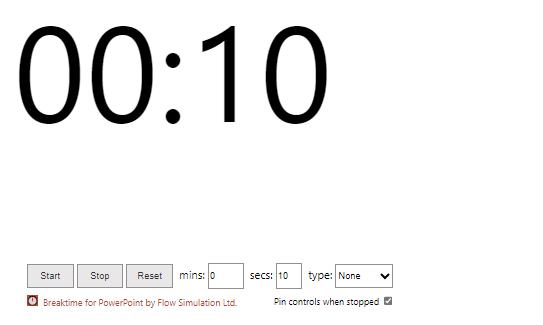 00:10
Start Stop Reset mins: 0 secs: 10 type: None
Breaktime for PowerPoint by Flow Simulation Ltd. Pin controls when stopped